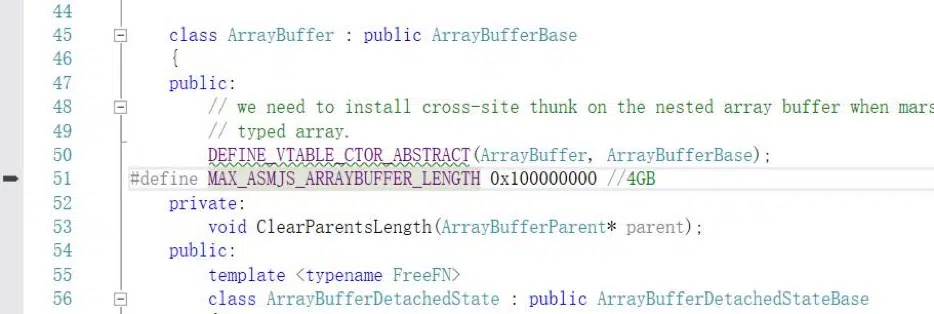 44
45 class ArrayBuffer : public ArrayBufferBase
46 {
47 public:
48 // we need to install cross-site thunk on the nested array buffer when mars
49 // typed array.
50 DEFINE_VTABLE_CTOR_ABSTRACT(ArrayBuffer, ArrayBufferBase);
51 #define MAX_ASMJS_ARRAYBUFFER_LENGTH 0x100000000 //4GB
52 private:
53 void ClearParentsLength(ArrayBufferParent* parent);
54 public:
55 template <typename FreeFN>
56 class ArrayBufferDetachedState : public ArrayBufferDetachedStateBase